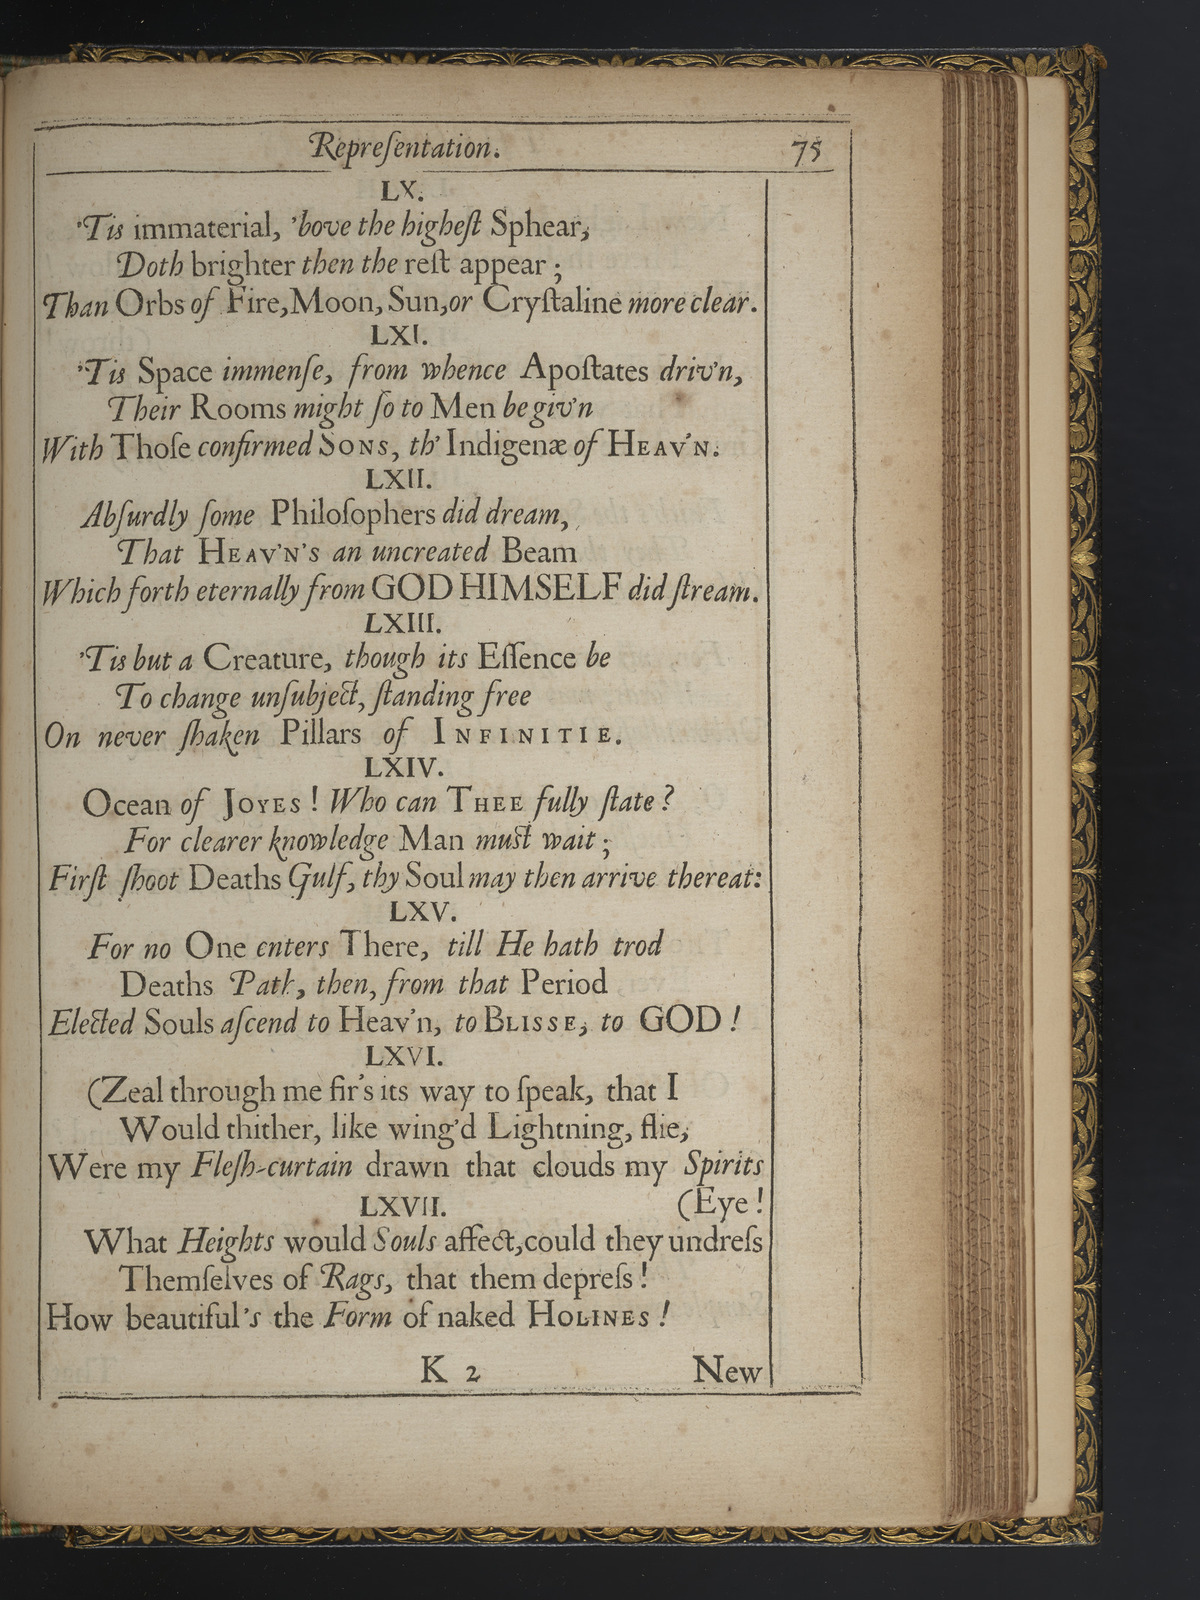 Repreſentation. 75
LX.
'Tis immaterial, 'bove the higheſt Sphear,
Doth brighter then the reſt appear ;
Than Orbs of Fire, Moon, Sun, or Cryſtaline more clear.
LXI.
'Tis Space immenſe, from whence Apoſtates driv'n,
Their Rooms might ſo to Men be giv'n
With Thoſe confirmed SONS, th' Indigenæ of HEAV'N.
LXII.
Abſurdly ſome Philoſophers did dream,
That HEAV'N'S an uncreated Beam
Which forth eternally from GOD HIMSELF did ſtream.
LXIII.
'Tis but a Creature, though its Eſſence be
To change unſubject, ſtanding free
On never ſhaken Pillars of INFINITIE.
LXIV.
Ocean of JOYES ! Who can THEE fully ſtate ?
For clearer knowledge Man must wait ;
Firſt ſhoot Deaths Gulf, thy Soul may then arrive thereat:
LXV.
For no One enters There, till He hath trod
Deaths Path, then, from that Period
Elected Souls aſcend to Heav'n, to BLISSE, to GOD !
LXVI.
(Zeal through me fir's its way to ſpeak, that I
Would thither, like wing'd Lightning, flie,
Were my Fleſh-curtain drawn that clouds my Spirits
LXVII. (Eye !
What Heights would Souls affect, could they undreſs
Themſelves of Rags, that them depreſs !
How beautiful's the Form of naked HOLINES !
K 2 New